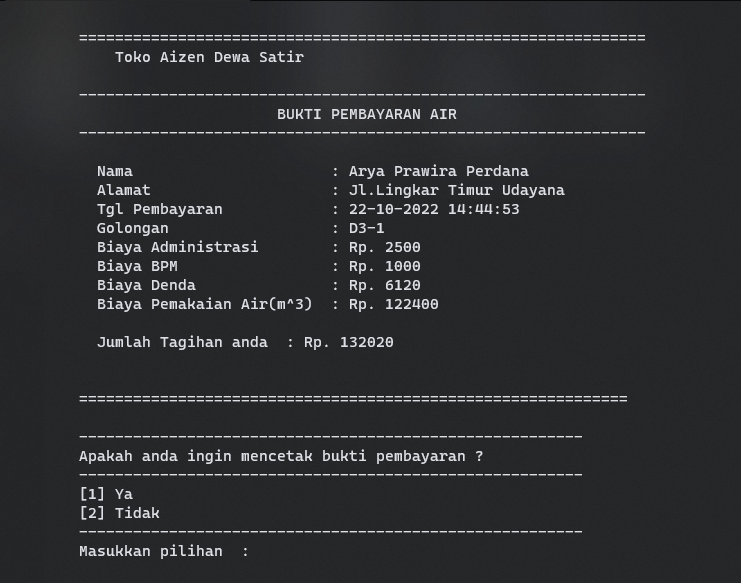 ===============================================================
Toko Aizen Dewa Satir
---------------------------------------------------------------
BUKTI PEMBAYARAN AIR
---------------------------------------------------------------
Nama : Arya Prawira Perdana
Alamat : Jl.Lingkar Timur Udayana
Tgl Pembayaran : 22-10-2022 14:44:53
Golongan : D3-1
Biaya Administrasi : Rp. 2500
Biaya BPM : Rp. 1000
Biaya Denda : Rp. 6120
Biaya Pemakaian Air(m^3) : Rp. 122400
Jumlah Tagihan anda : Rp. 132020
=============================================================
--------------------------------------------------------
Apakah anda ingin mencetak bukti pembayaran ?
--------------------------------------------------------
[1] Ya
[2] Tidak
--------------------------------------------------------
Masukkan pilihan :